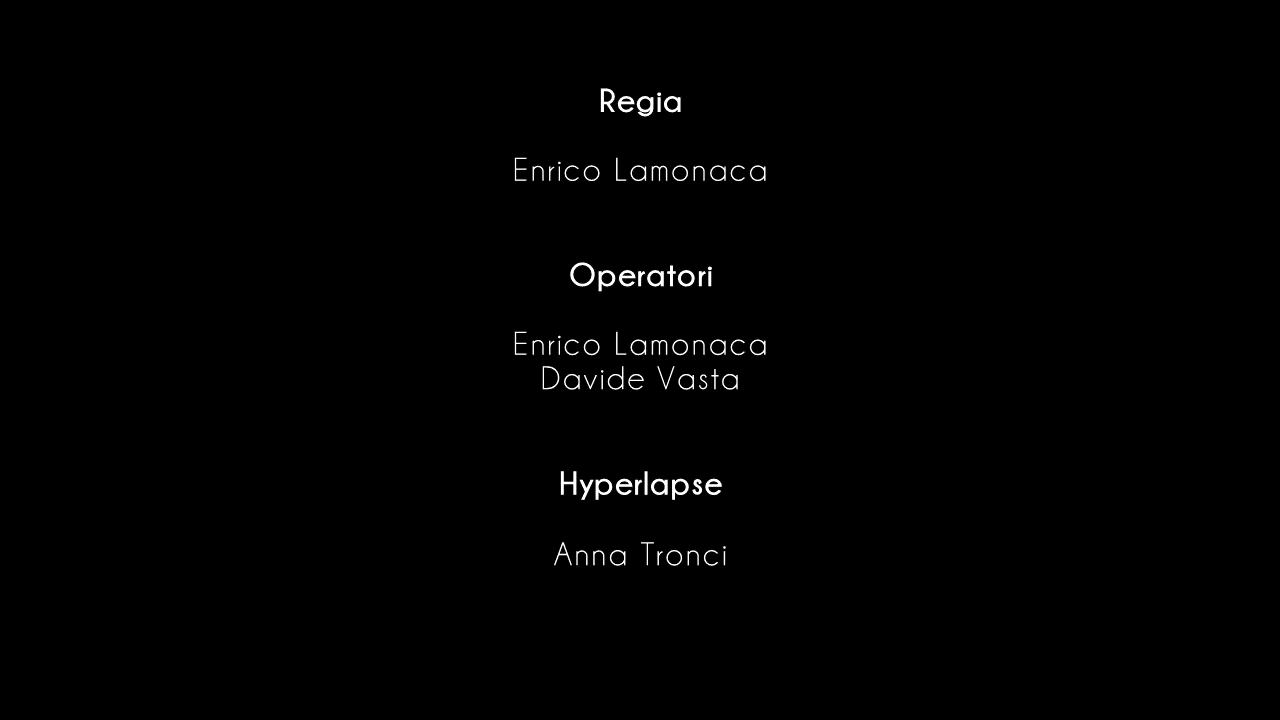 Regia
Enrico Lamonaca
Operatori
Enrico Lamonaca
Davide Vasta
Hyperlapse
Anna Tronci